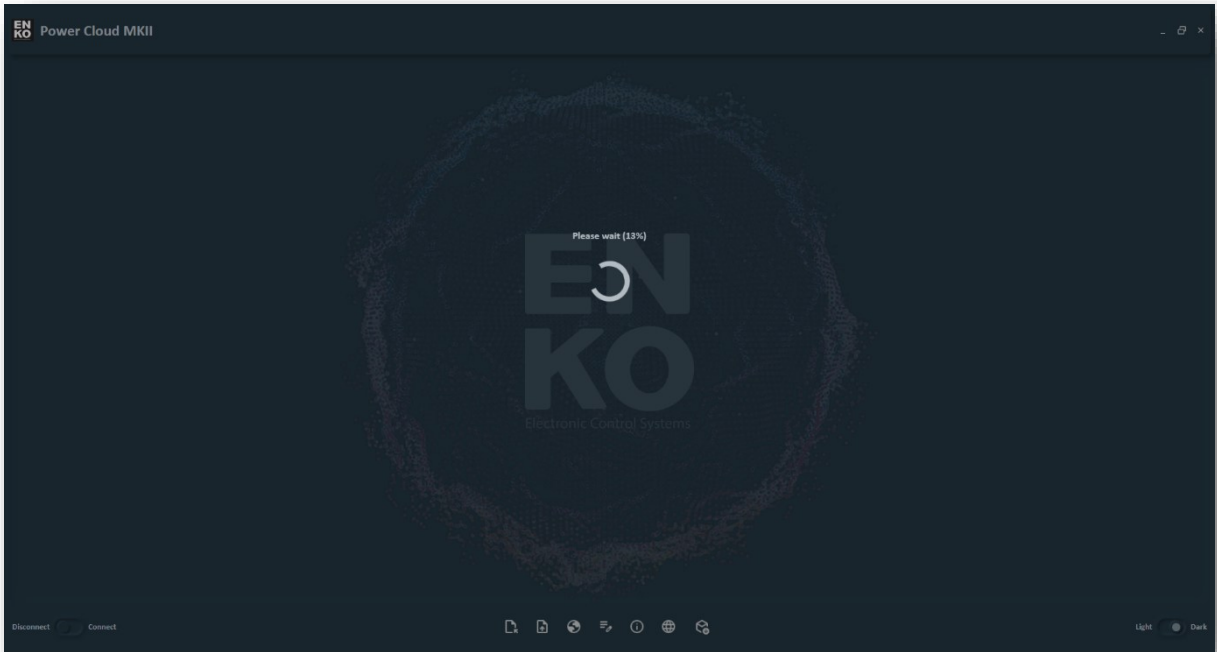 EN
KO
Power Cloud MKII
Please wait (13%)
EN
KO
Electronic Control Systems
Disconnect Connect
Light Dark